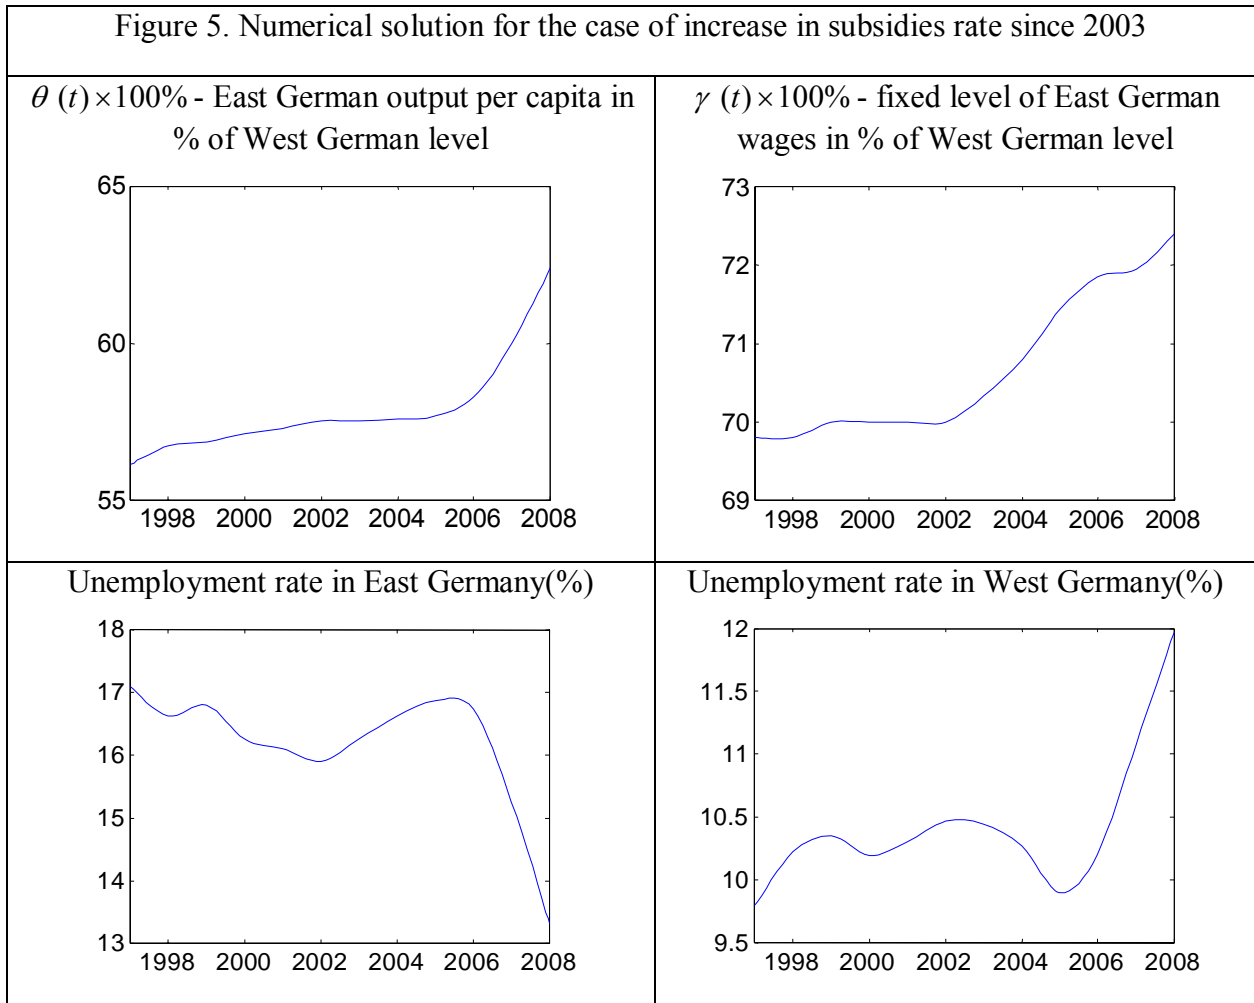 Figure 5. Numerical solution for the case of increase in subsidies rate since 2003
θ (t)×100% - East German output per capita in
% of West German level
65
60
55
1998 2000 2002 2004 2006 2008
γ (t)×100% - fixed level of East German
wages in % of West German level
73
72
71
70
69
1998 2000 2002 2004 2006 2008
Unemployment rate in East Germany(%)
18
17
16
15
14
13
1998 2000 2002 2004 2006 2008
Unemployment rate in West Germany(%)
12
11.5
11
10.5
10
9.5
1998 2000 2002 2004 2006 2008